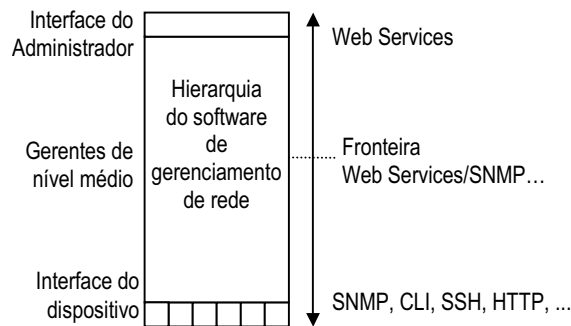 Interface do
Administrador
Web Services
Hierarquia
do software
de
gerenciamento
de rede
Gerentes de
nível médio
Fronteira
Web Services/SNMP…
Interface do
dispositivo
SNMP, CLI, SSH, HTTP, ...